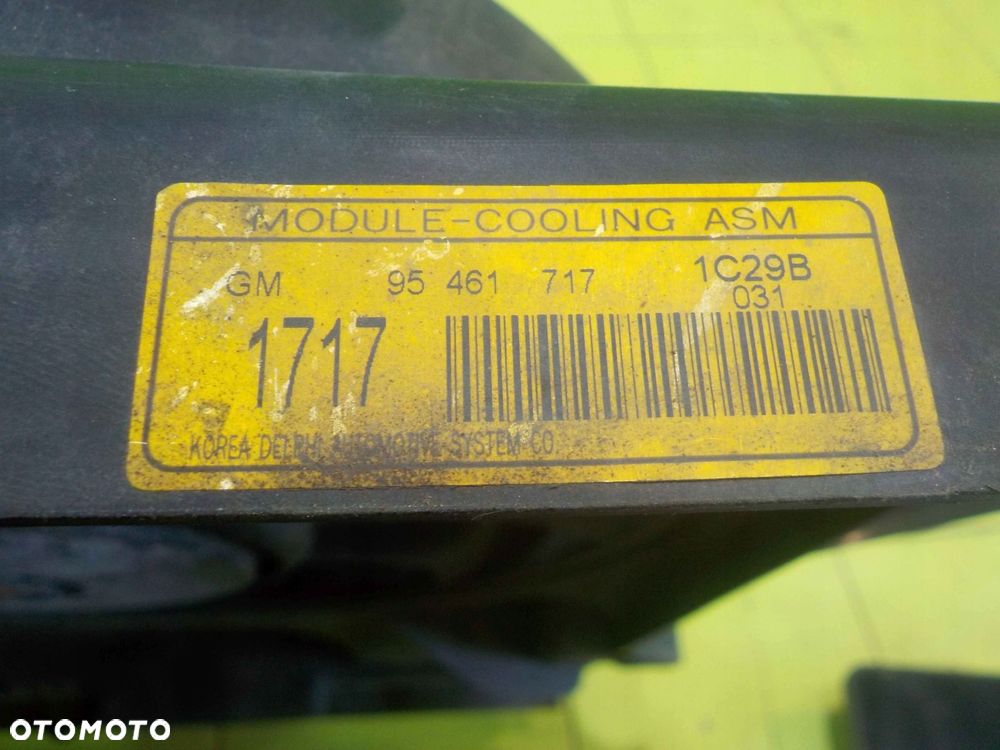 MODULE-COOLING ASM
GM 95 461 717 1C29B
031
1717
KOREA DELPHI AUTOMOTIVE SYSTEM CO
OTOMOTO